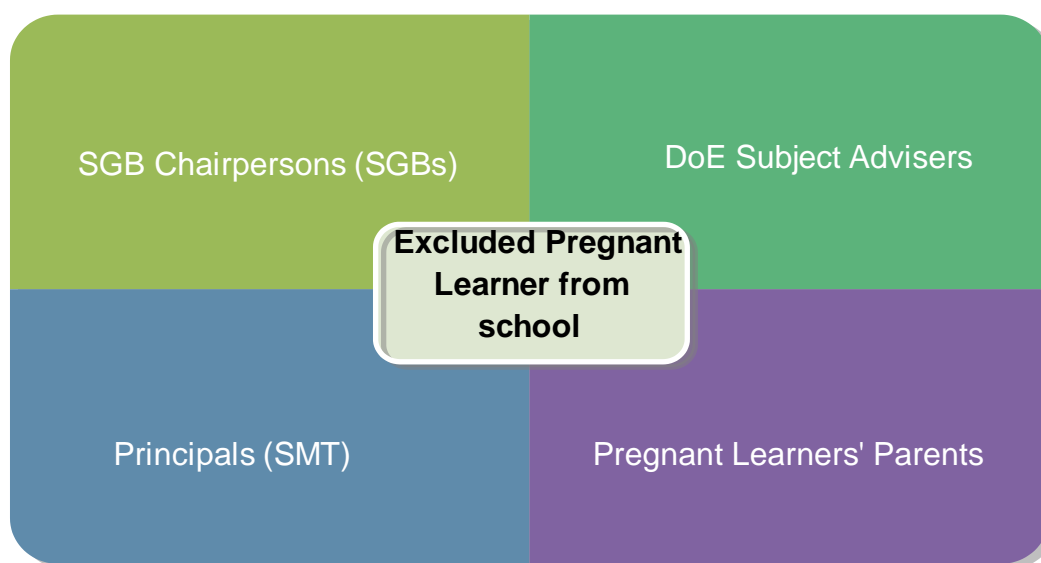 SGB Chairpersons (SGBs)
DoE Subject Advisers
Excluded Pregnant
Learner from
school
Principals (SMT)
Pregnant Learners' Parents